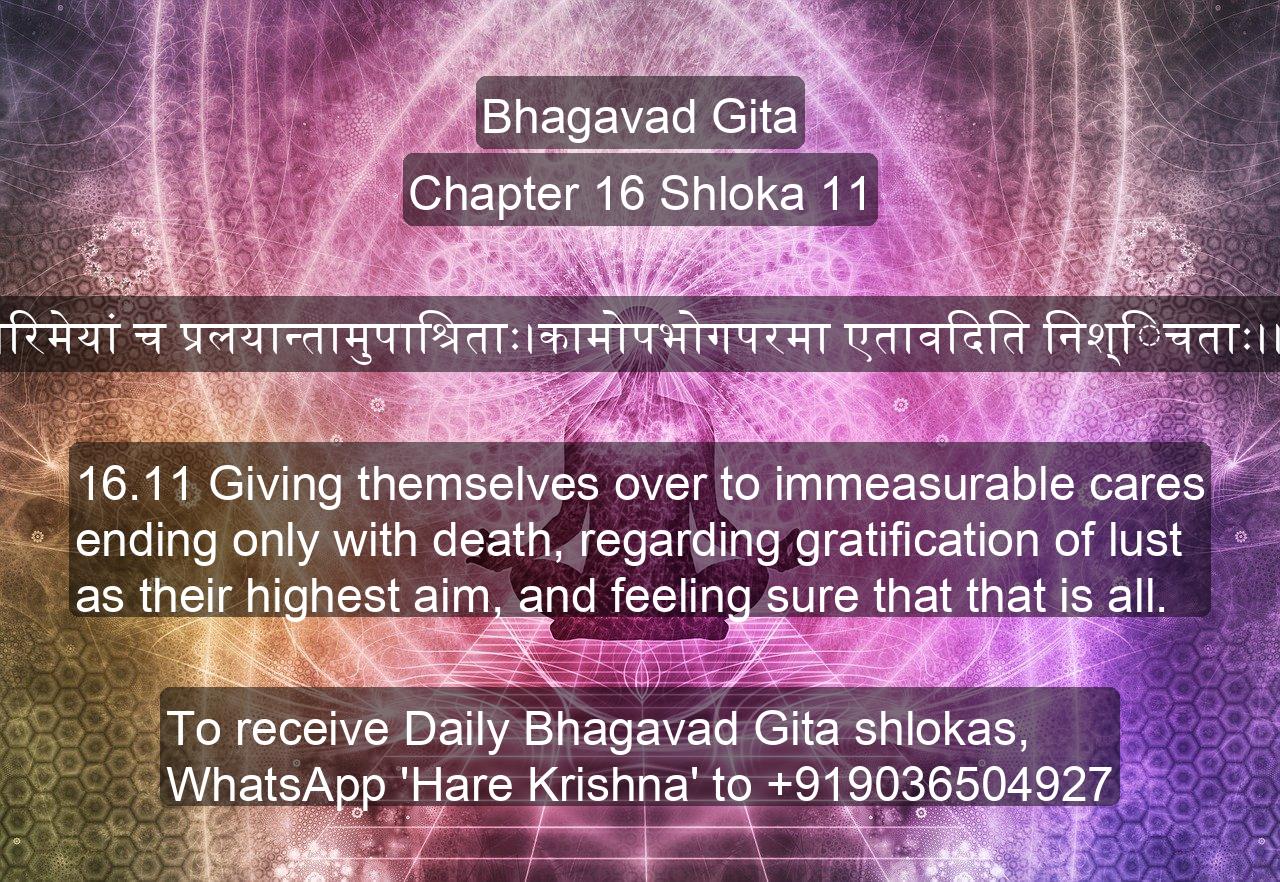 Bhagavad Gita
Chapter 16 Shloka 11
रिमेयां च प्रलयान्तामुपाश्रिताः।कामोपभोगपरमा एतावदिति निश्िचताः।।
16.11 Giving themselves over to immeasurable cares
ending only with death, regarding gratification of lust
as their highest aim, and feeling sure that that is all.
To receive Daily Bhagavad Gita shlokas,
WhatsApp 'Hare Krishna' to +919036504927